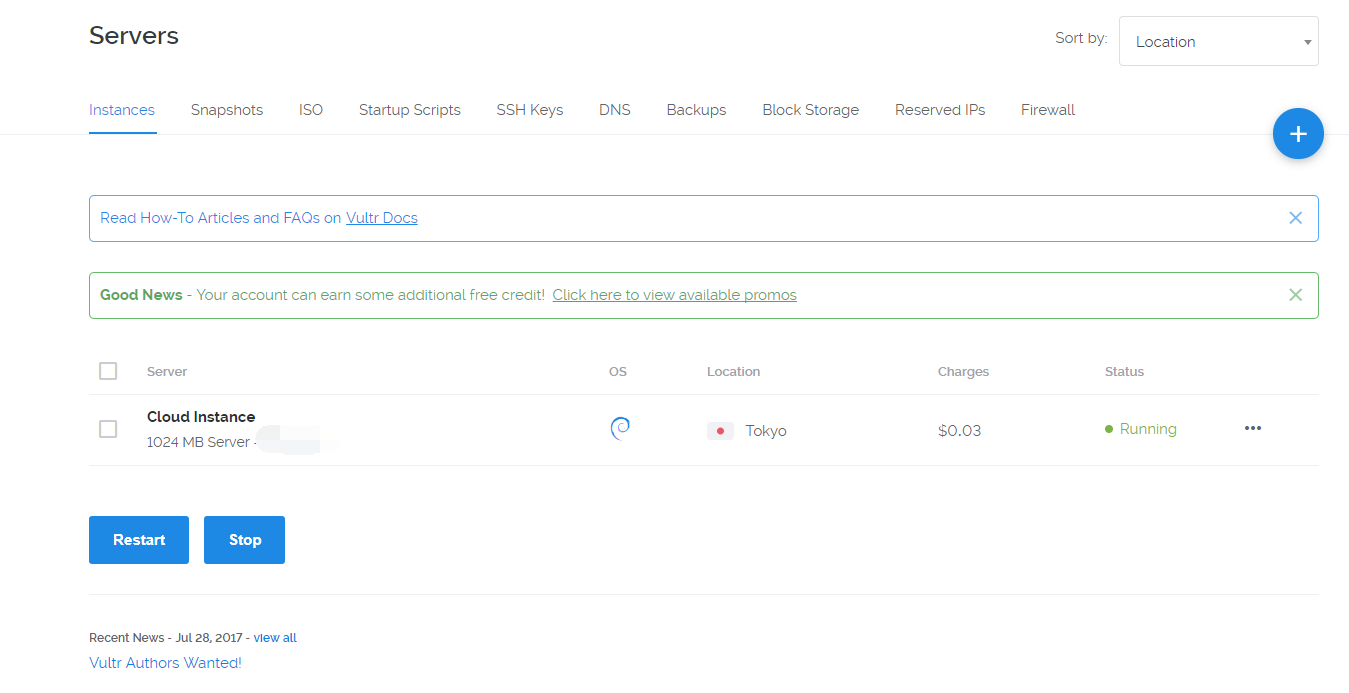 Servers
Sort by: Location
Instances Snapshots ISO Startup Scripts SSH Keys DNS Backups Block Storage Reserved IPs Firewall
+
Read How-To Articles and FAQs on Vultr Docs
Good News - Your account can earn some additional free credit! Click here to view available promos
Server OS Location Charges Status
Cloud Instance
1024 MB Server -
Tokyo $0.03 Running •••
Restart Stop
Recent News - Jul 28, 2017 - view all
Vultr Authors Wanted!